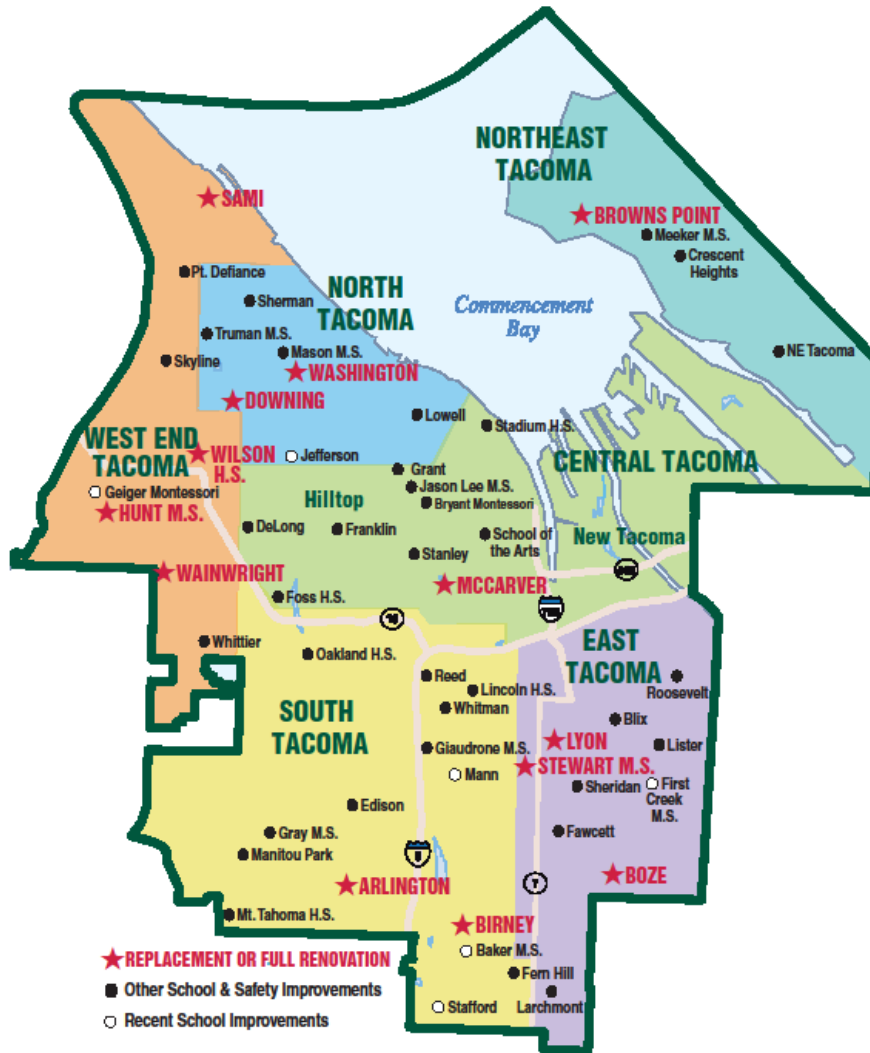 NORTHEAST
TACOMA
SAMI
BROWNS POINT
Meeker M.S.
Crescent
Heights
Pt. Defiance
NORTH
TACOMA
Sherman
Commencement
Bay
Truman M.S.
Mason M.S.
Skyline
WASHINGTON
NE Tacoma
DOWNING
Lowell
Stadium H.S.
WEST END
TACOMA
WILSON
H.S.
Jefferson
CENTRAL TACOMA
Grant
Geiger Montessori
Jason Lee M.S.
Hilltop
Bryant Montessori
HUNT M.S.
DeLong
Franklin
School of
the Arts
New Tacoma
Stanley
WAINWRIGHT
MCCARVER
Foss H.S.
16
Whittier
Oakland H.S.
EAST
TACOMA
Reed
Lincoln H.S.
Roosevelt
Whitman
SOUTH
TACOMA
Blix
LYON
Lister
Giaudrone M.S.
STEWART M.S.
Mann
Sheridan
First
Creek
M.S.
Edison
Gray M.S.
Fawcett
Manitou Park
5
BOZE
ARLINGTON
7
Mt. Tahoma H.S.
BIRNEY
Baker M.S.
Fern Hill
Stafford
Larchmont
REPLACEMENT OR FULL RENOVATION
Other School & Safety Improvements
Recent School Improvements